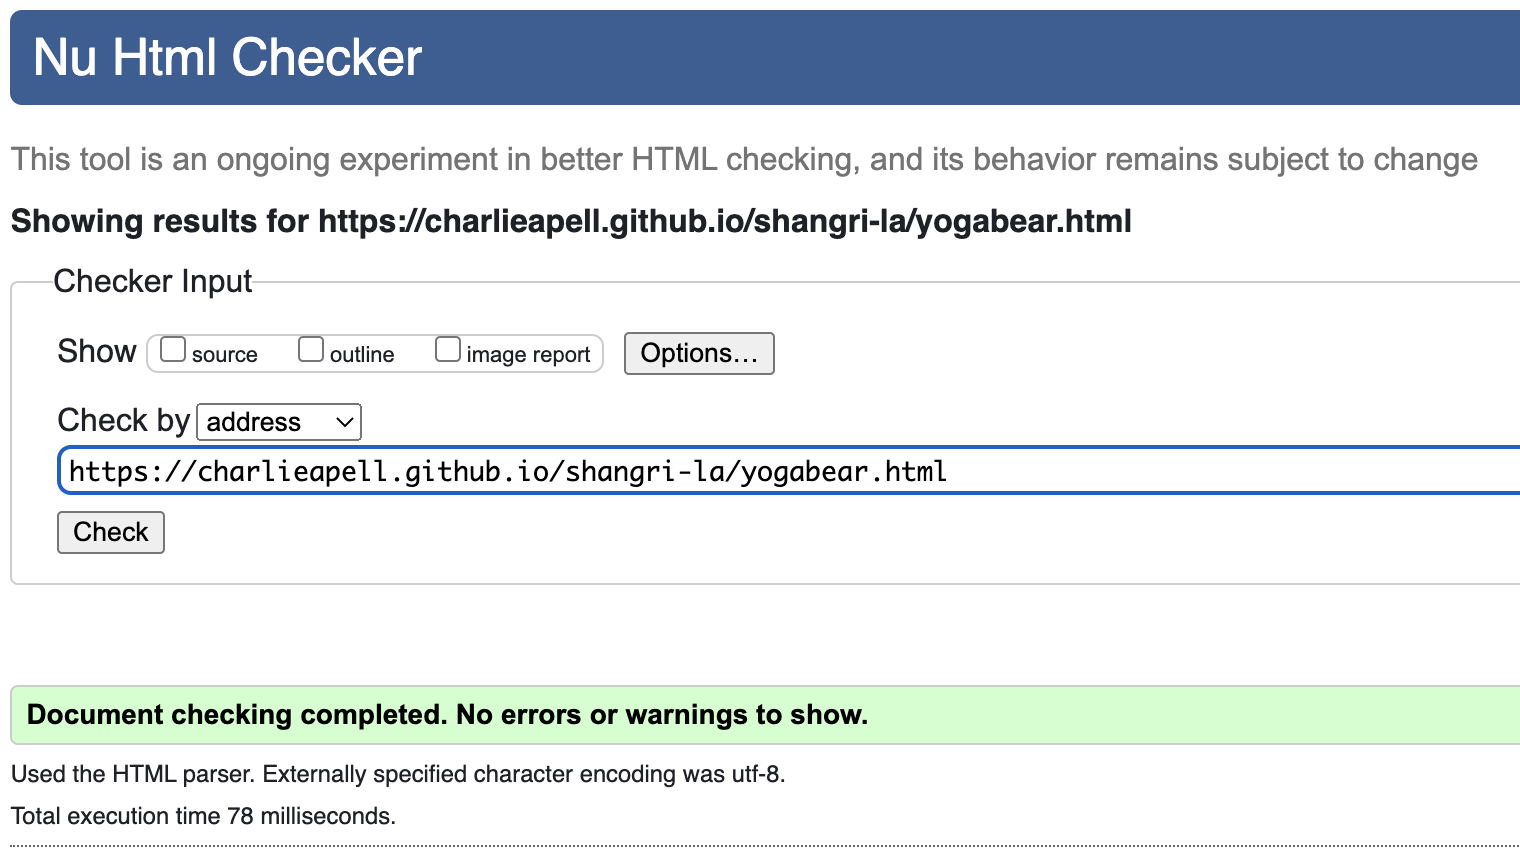 Nu Html Checker
This tool is an ongoing experiment in better HTML checking, and its behavior remains subject to change
Showing results for https://charlieapell.github.io/shangri-la/yogabear.html
Checker Input
Show source outline image report Options…
Check by address
https://charlieapell.github.io/shangri-la/yogabear.html
Check
Document checking completed. No errors or warnings to show.
Used the HTML parser. Externally specified character encoding was utf-8.
Total execution time 78 milliseconds.